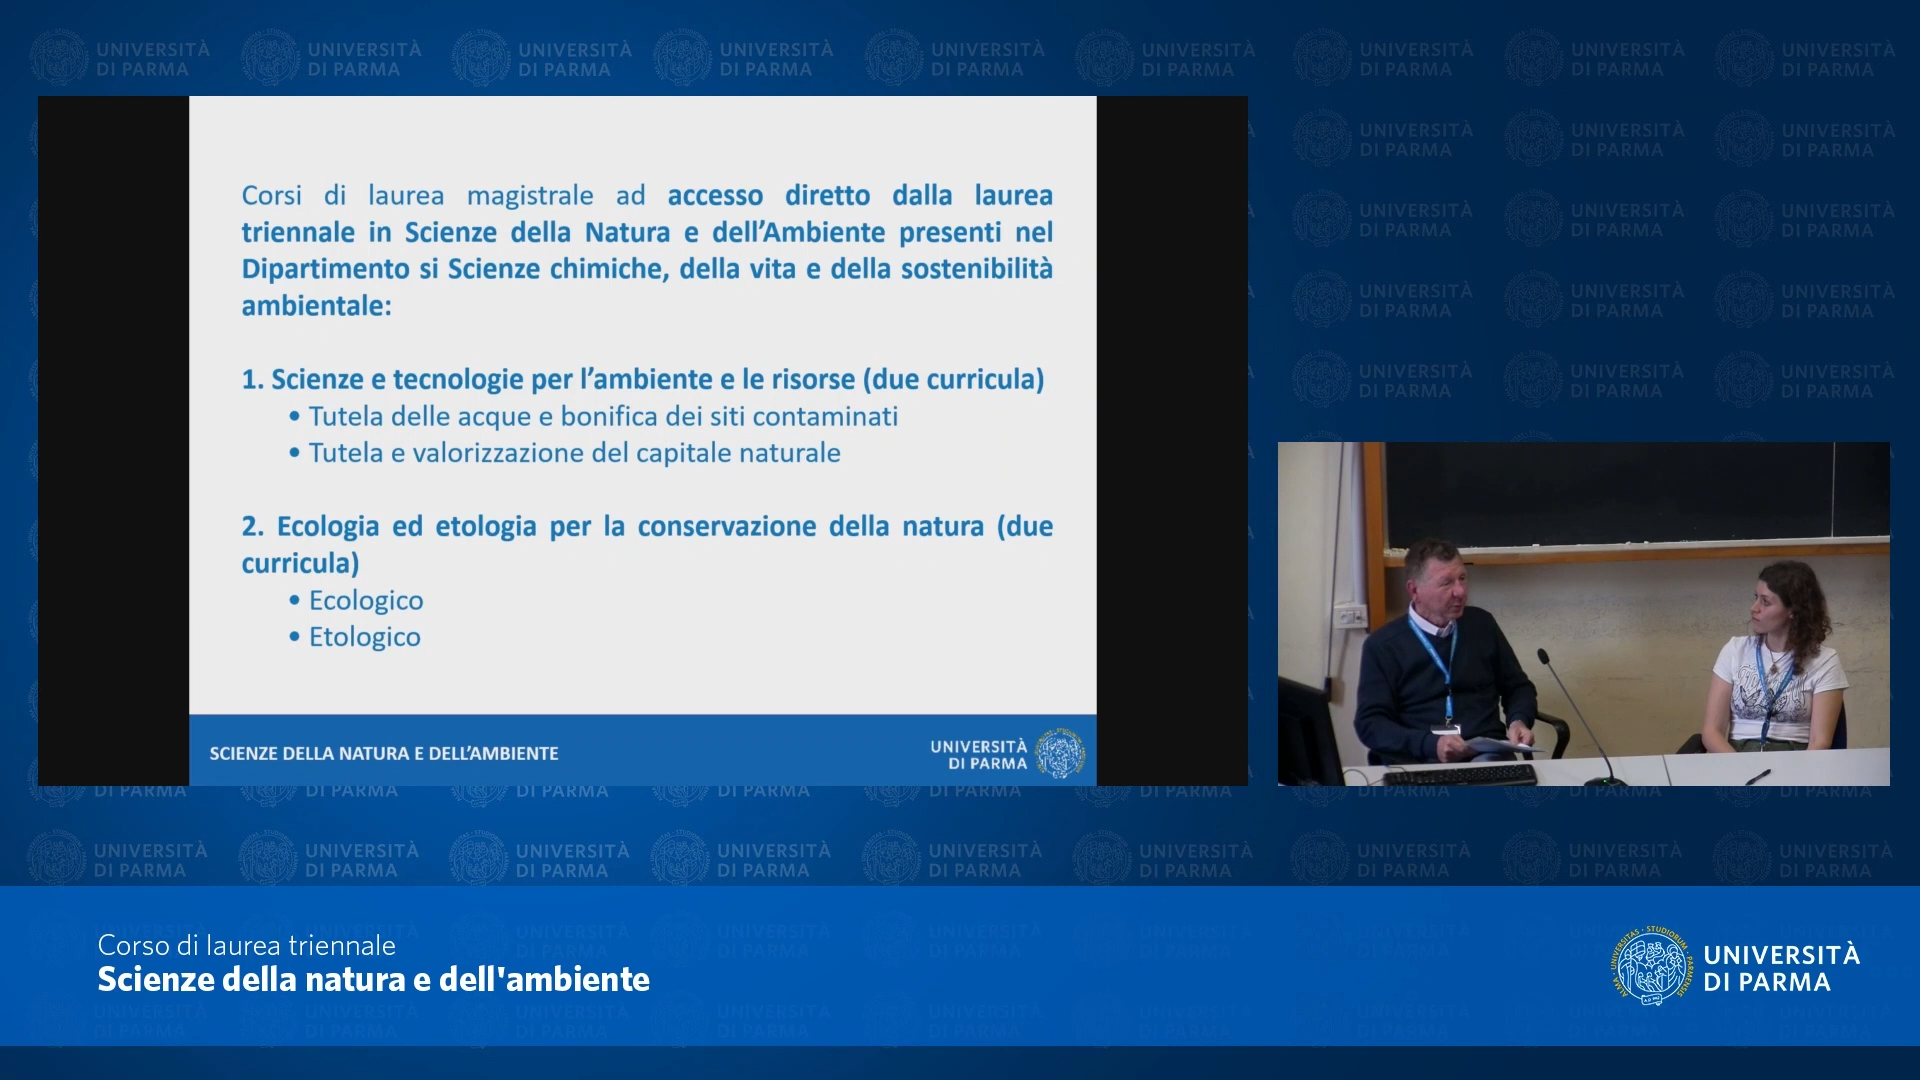 Corsi di laurea magistrale ad accesso diretto dalla laurea
triennale in Scienze della Natura e dell’Ambiente presenti nel
Dipartimento si Scienze chimiche, della vita e della sostenibilità
ambientale:
1. Scienze e tecnologie per l’ambiente e le risorse (due curricula)
• Tutela delle acque e bonifica dei siti contaminati
• Tutela e valorizzazione del capitale naturale
2. Ecologia ed etologia per la conservazione della natura (due
curricula)
• Ecologico
• Etologico
SCIENZE DELLA NATURA E DELL’AMBIENTE
UNIVERSITÀ
DI PARMA
Corso di laurea triennale
Scienze della natura e dell'ambiente
UNIVERSITÀ
DI PARMA